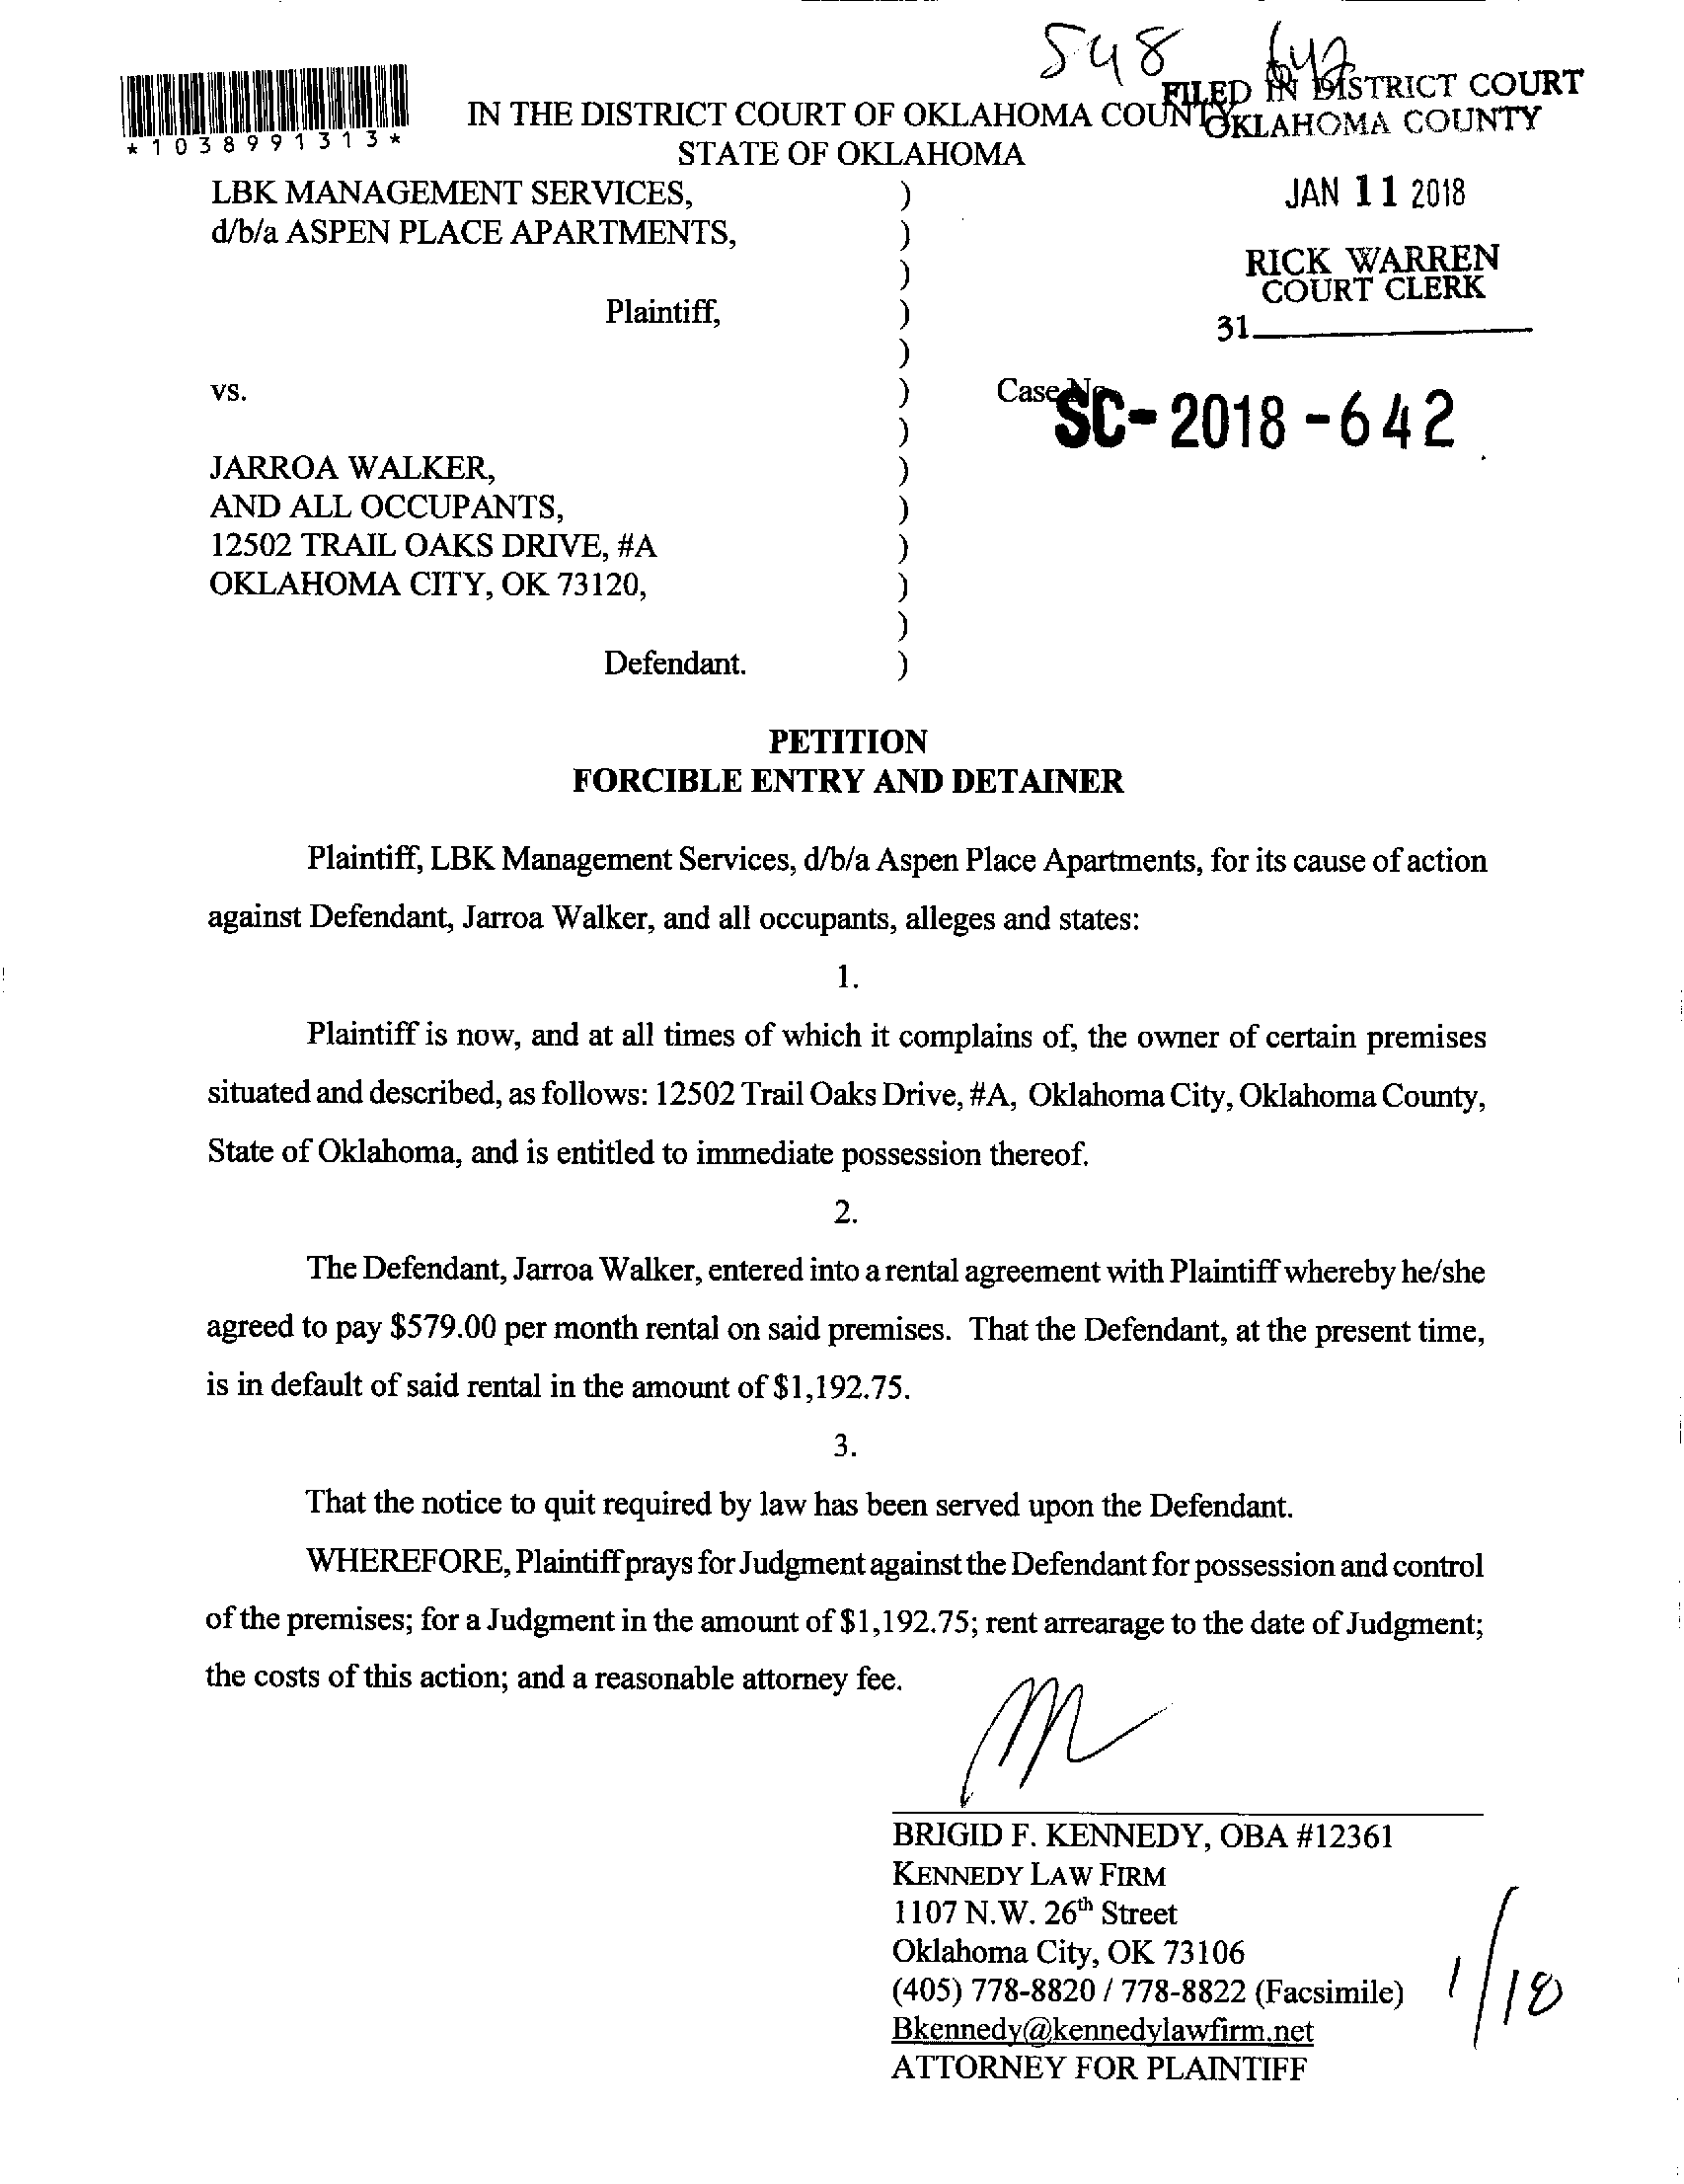 548 642
*1038991313*
IN THE DISTRICT COURT OF OKLAHOMA COUNTY
STATE OF OKLAHOMA
FILED IN DISTRICT COURT
OKLAHOMA COUNTY
JAN 11 2018
RICK WARREN
COURT CLERK
31
LBK MANAGEMENT SERVICES, )
d/b/a ASPEN PLACE APARTMENTS, )
)
Plaintiff, )
)
vs. ) Case No.
SC-2018-642
)
JARROA WALKER, )
AND ALL OCCUPANTS, )
12502 TRAIL OAKS DRIVE, #A )
OKLAHOMA CITY, OK 73120, )
)
Defendant. )
PETITION
FORCIBLE ENTRY AND DETAINER
Plaintiff, LBK Management Services, d/b/a Aspen Place Apartments, for its cause of action
against Defendant, Jarroa Walker, and all occupants, alleges and states:
1.
Plaintiff is now, and at all times of which it complains of, the owner of certain premises
situated and described, as follows: 12502 Trail Oaks Drive, #A, Oklahoma City, Oklahoma County,
State of Oklahoma, and is entitled to immediate possession thereof.
2.
The Defendant, Jarroa Walker, entered into a rental agreement with Plaintiff whereby he/she
agreed to pay $579.00 per month rental on said premises. That the Defendant, at the present time,
is in default of said rental in the amount of $1,192.75.
3.
That the notice to quit required by law has been served upon the Defendant.
WHEREFORE, Plaintiff prays for Judgment against the Defendant for possession and control
of the premises; for a Judgment in the amount of $1,192.75; rent arrearage to the date of Judgment;
the costs of this action; and a reasonable attorney fee.
BRIGID F. KENNEDY, OBA #12361
KENNEDY LAW FIRM
1107 N.W. 26th Street
Oklahoma City, OK 73106
(405) 778-8820 / 778-8822 (Facsimile)
Bkennedy@kennedylawfirm.net
ATTORNEY FOR PLAINTIFF
1/18